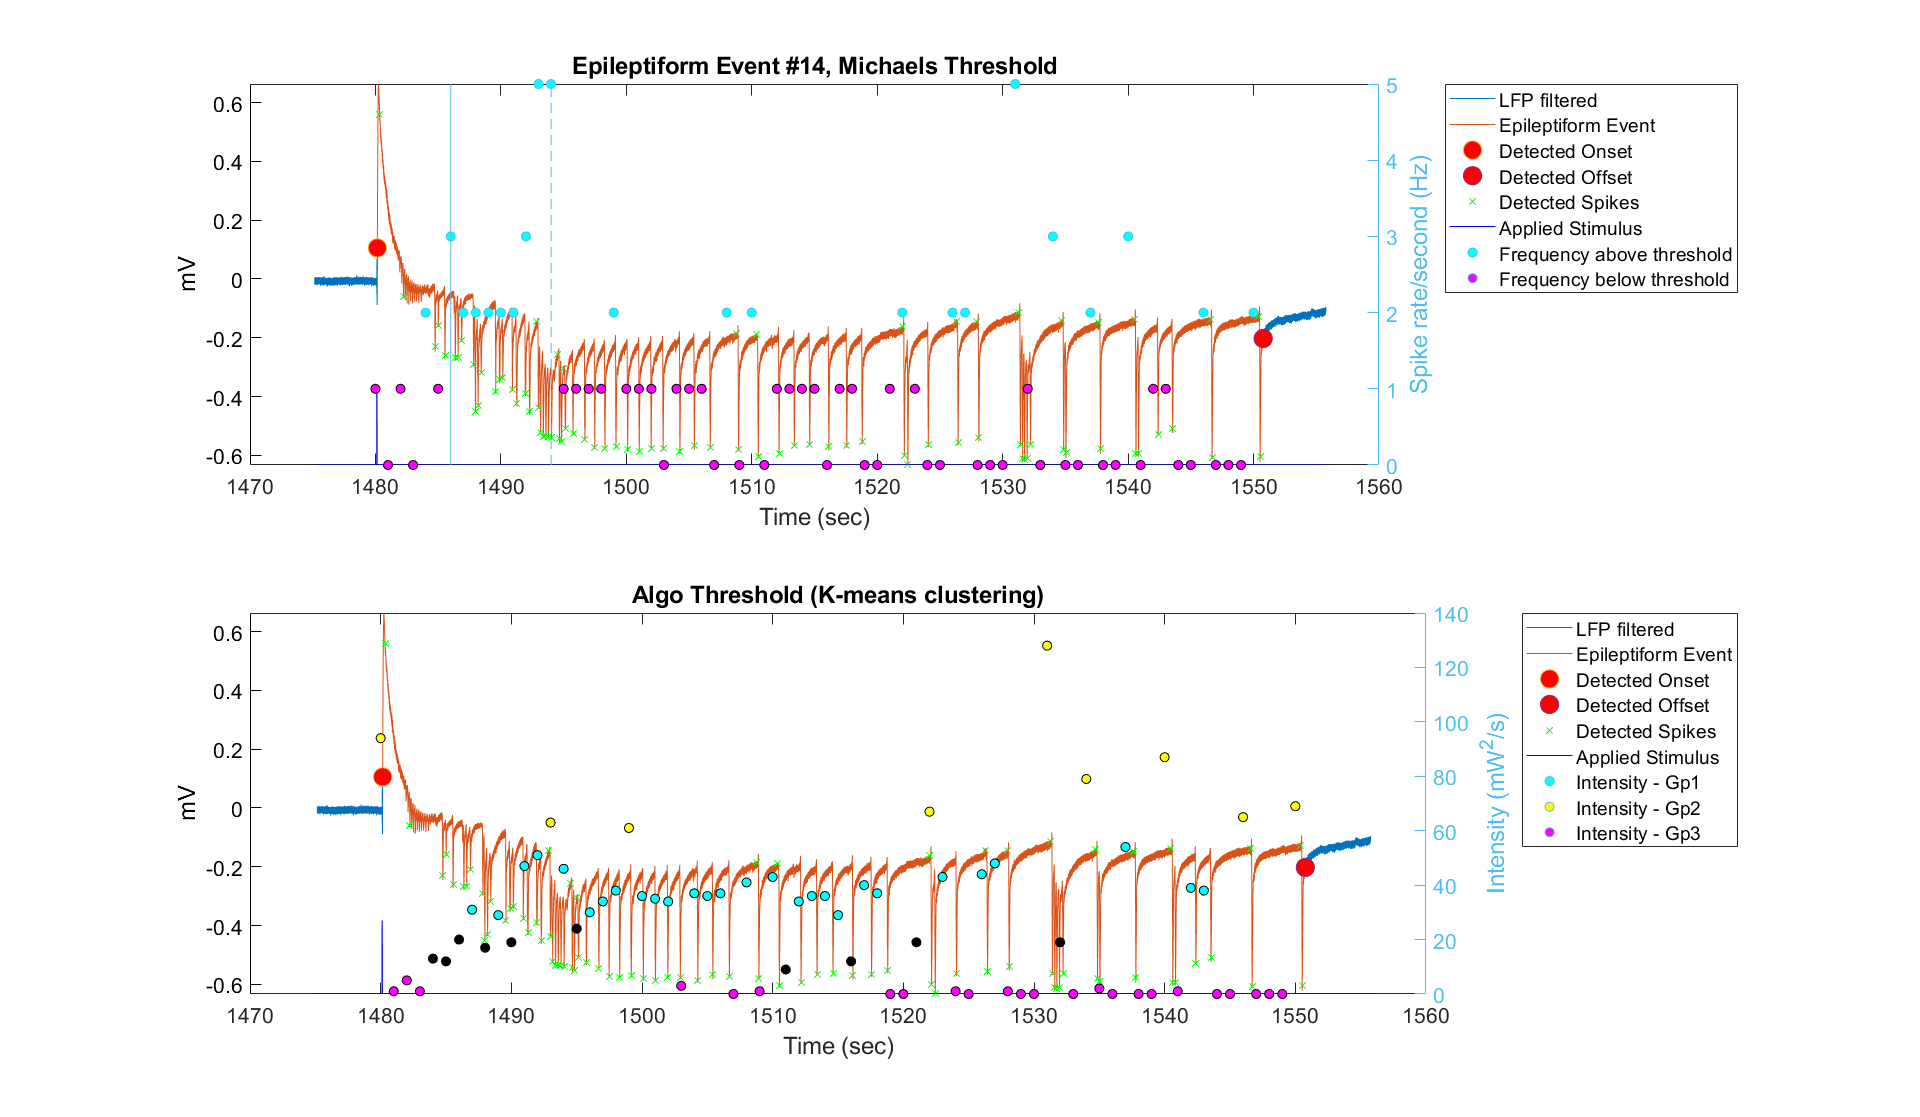 Epileptiform Event #14, Michaels Threshold
0.6
0.4
0.2
0
-0.2
-0.4
-0.6
mV
1470
1480
1490
1500
1510
1520
1530
1540
1550
1560
Time (sec)
5
4
3
2
1
0
Spike rate/second (Hz)
LFP filtered
Epileptiform Event
Detected Onset
Detected Offset
Detected Spikes
Applied Stimulus
Frequency above threshold
Frequency below threshold
Algo Threshold (K-means clustering)
0.6
0.4
0.2
0
-0.2
-0.4
-0.6
mV
1470
1480
1490
1500
1510
1520
1530
1540
1550
1560
Time (sec)
140
120
100
80
60
40
20
0
Intensity (mW²/s)
LFP filtered
Epileptiform Event
Detected Onset
Detected Offset
Detected Spikes
Applied Stimulus
Intensity - Gp1
Intensity - Gp2
Intensity - Gp3